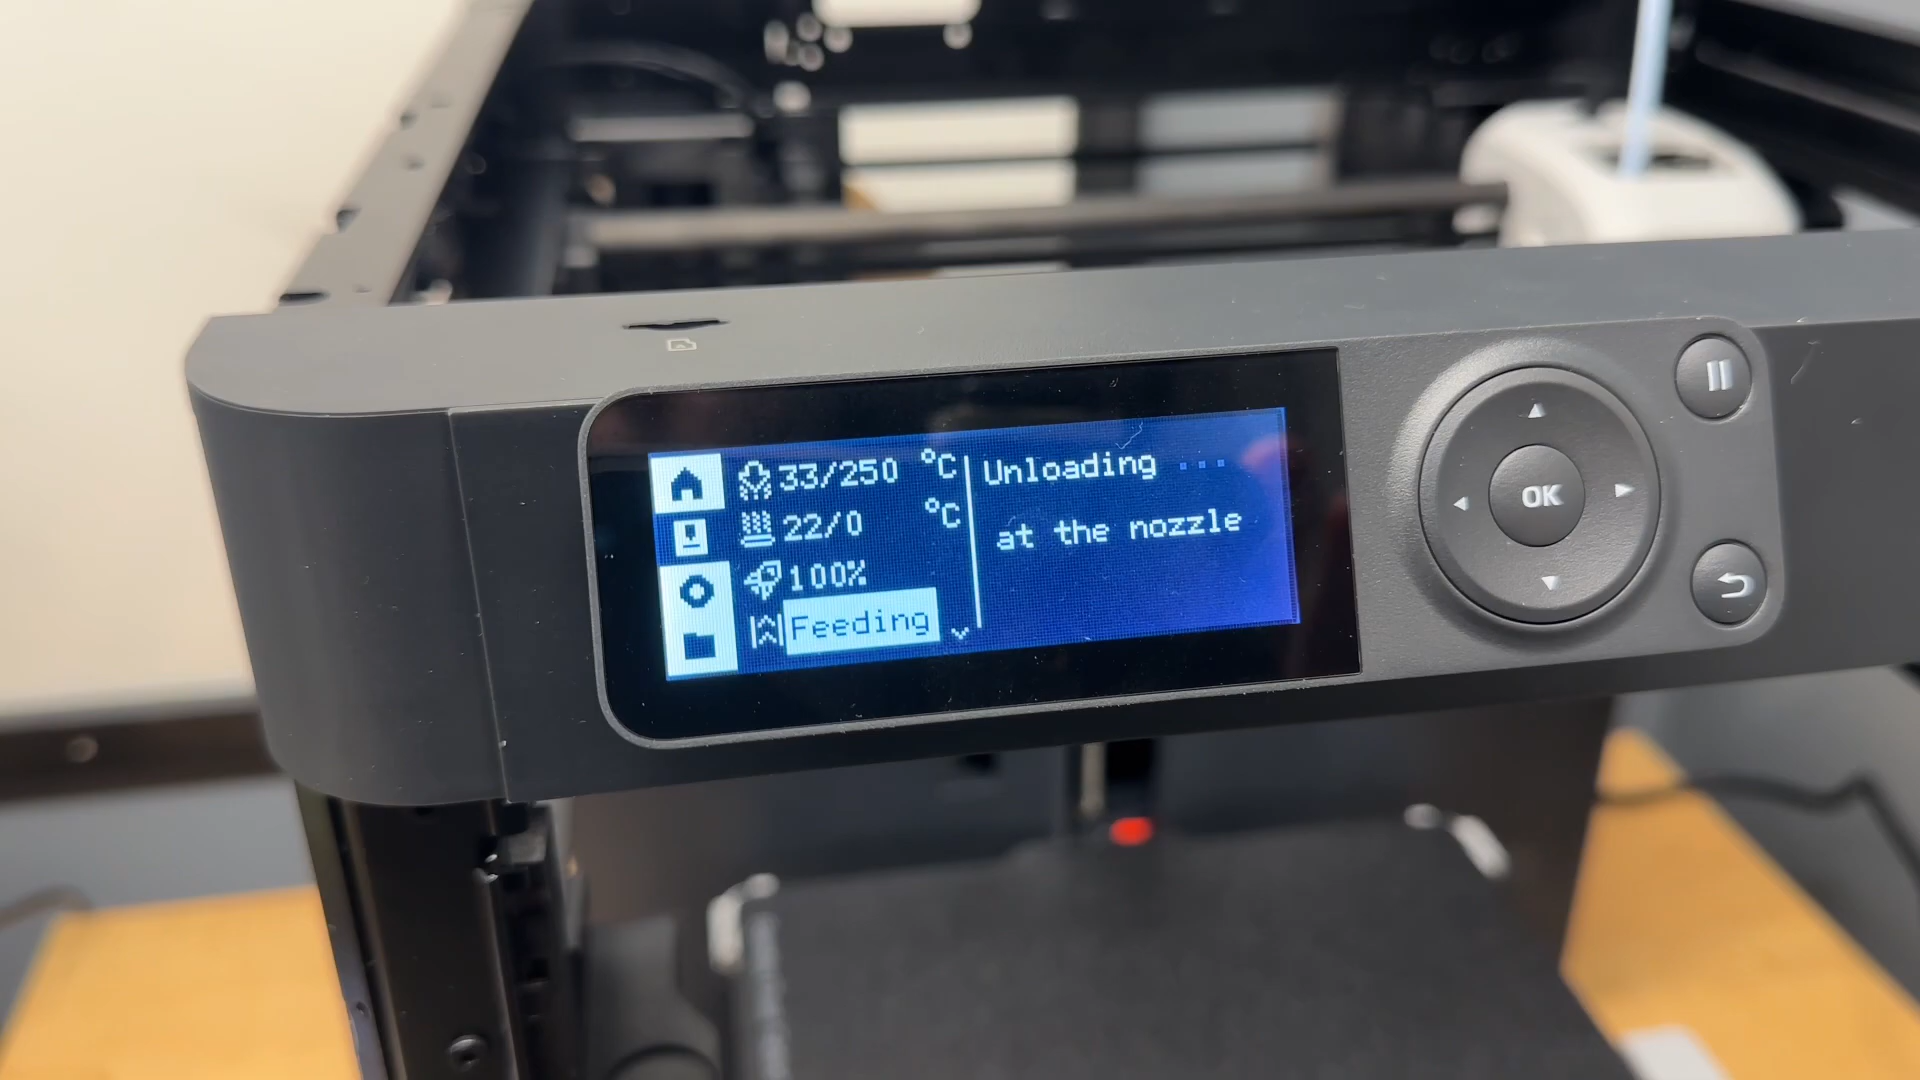 33/250 °C
22/0 °C
100%
Feeding
Unloading ...
at the nozzle
OK